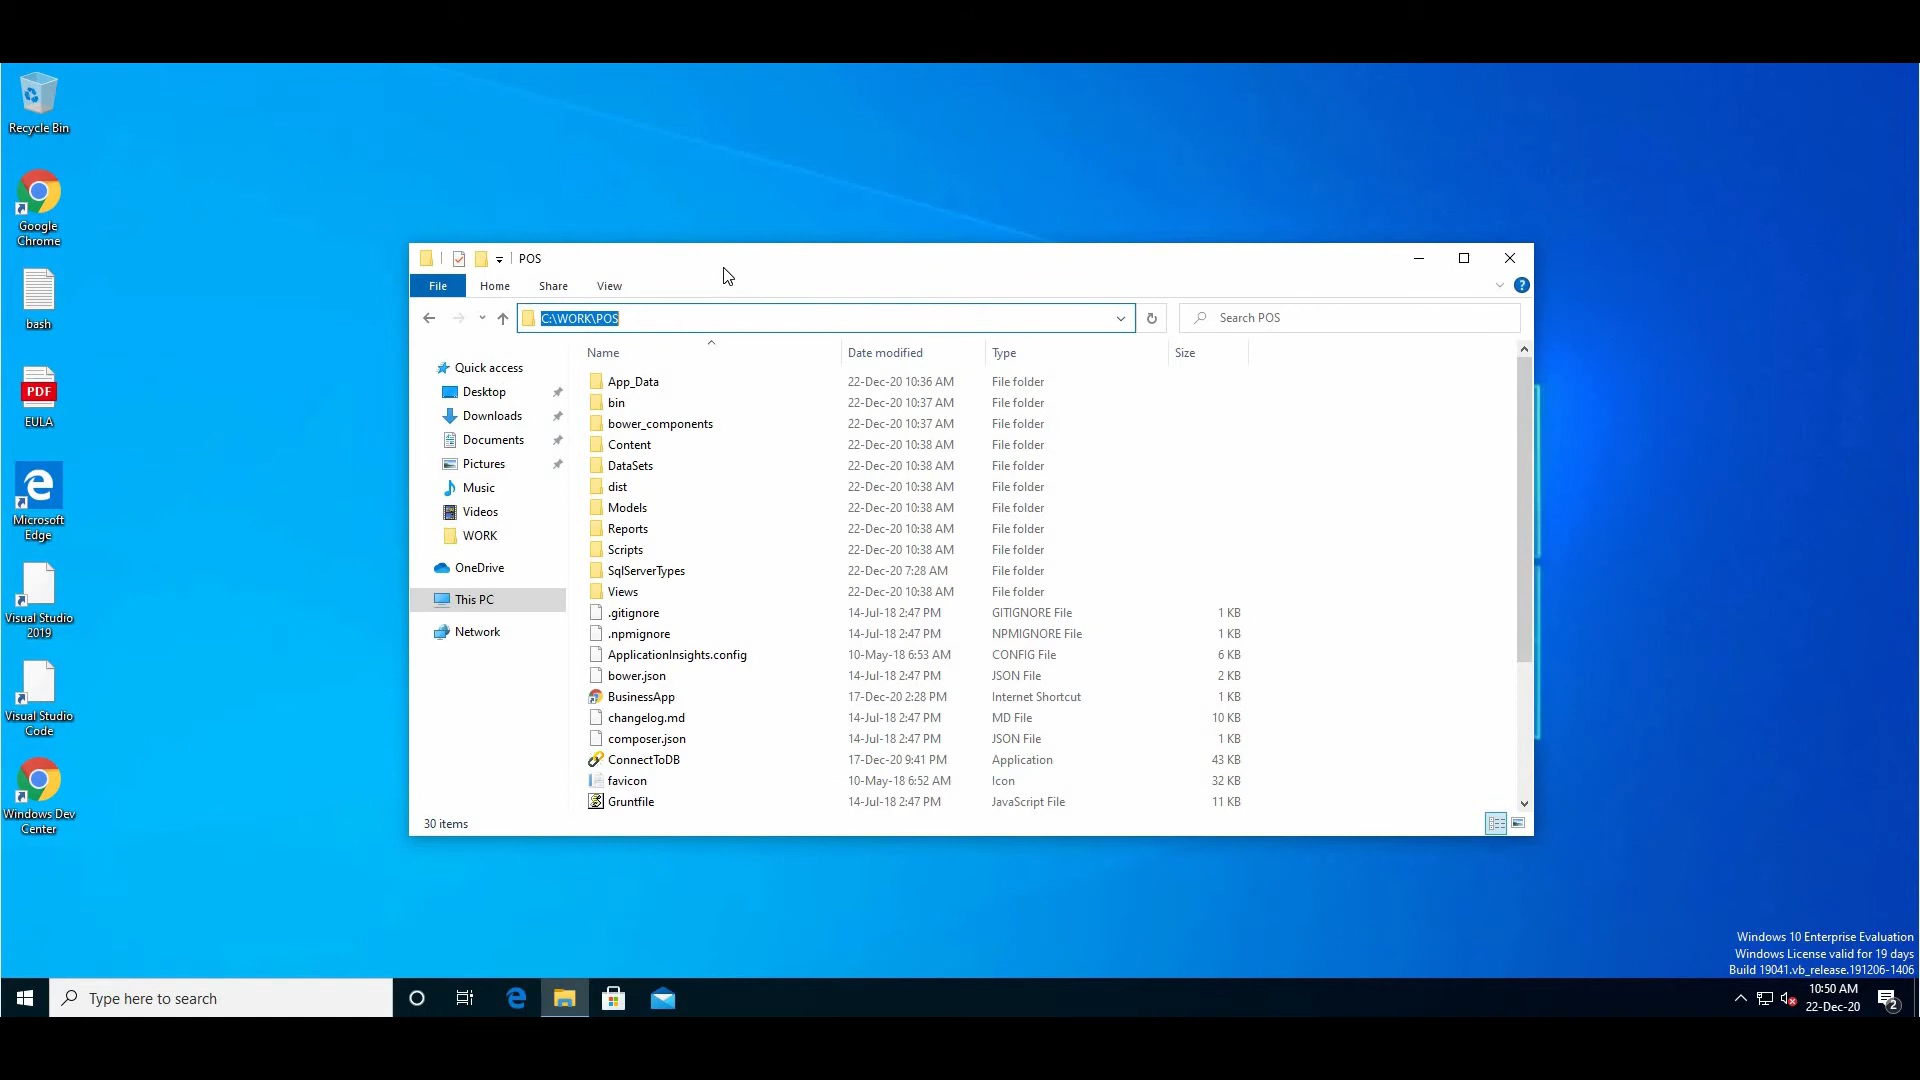 Recycle Bin
Google
Chrome
bash
PDF
EULA
Microsoft
Edge
Visual Studio
2019
Visual Studio
Code
Windows Dev
Center
POS
File Home Share View
C:\WORK\POS
Search POS
Name Date modified Type Size
Quick access
Desktop
Downloads
Documents
Pictures
Music
Videos
WORK
OneDrive
This PC
Network
App_Data 22-Dec-20 10:36 AM File folder
bin 22-Dec-20 10:37 AM File folder
bower_components 22-Dec-20 10:37 AM File folder
Content 22-Dec-20 10:38 AM File folder
DataSets 22-Dec-20 10:38 AM File folder
dist 22-Dec-20 10:38 AM File folder
Models 22-Dec-20 10:38 AM File folder
Reports 22-Dec-20 10:38 AM File folder
Scripts 22-Dec-20 10:38 AM File folder
SqlServerTypes 22-Dec-20 7:28 AM File folder
Views 22-Dec-20 10:38 AM File folder
.gitignore 14-Jul-18 2:47 PM GITIGNORE File 1 KB
.npmignore 14-Jul-18 2:47 PM NPMIGNORE File 1 KB
ApplicationInsights.config 10-May-18 6:53 AM CONFIG File 6 KB
bower.json 14-Jul-18 2:47 PM JSON File 2 KB
BusinessApp 17-Dec-20 2:28 PM Internet Shortcut 1 KB
changelog.md 14-Jul-18 2:47 PM MD File 10 KB
composer.json 14-Jul-18 2:47 PM JSON File 1 KB
ConnectToDB 17-Dec-20 9:41 PM Application 43 KB
favicon 10-May-18 6:52 AM Icon 32 KB
Gruntfile 14-Jul-18 2:47 PM JavaScript File 11 KB
30 items
Windows 10 Enterprise Evaluation
Windows License valid for 19 days
Build 19041.vb_release.191206-1406
Type here to search
10:50 AM
22-Dec-20
2